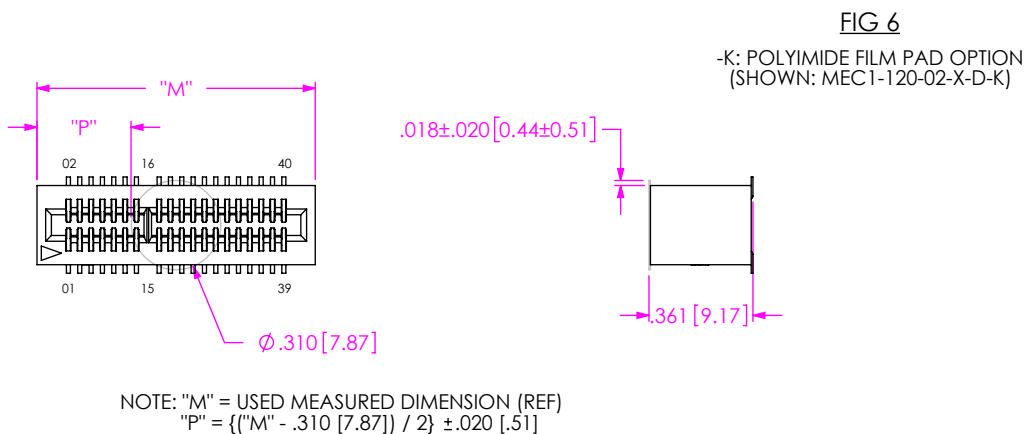 FIG 6
-K: POLYIMIDE FILM PAD OPTION
(SHOWN: MEC1-120-02-X-D-K)
"M"
"P"
.018±.020[0.44±0.51]
02
16
40
01
15
39
.361[9.17]
Ø.310[7.87]
NOTE: "M" = USED MEASURED DIMENSION (REF)
"P" = {("M" - .310 [7.87]) / 2} ±.020 [.51]